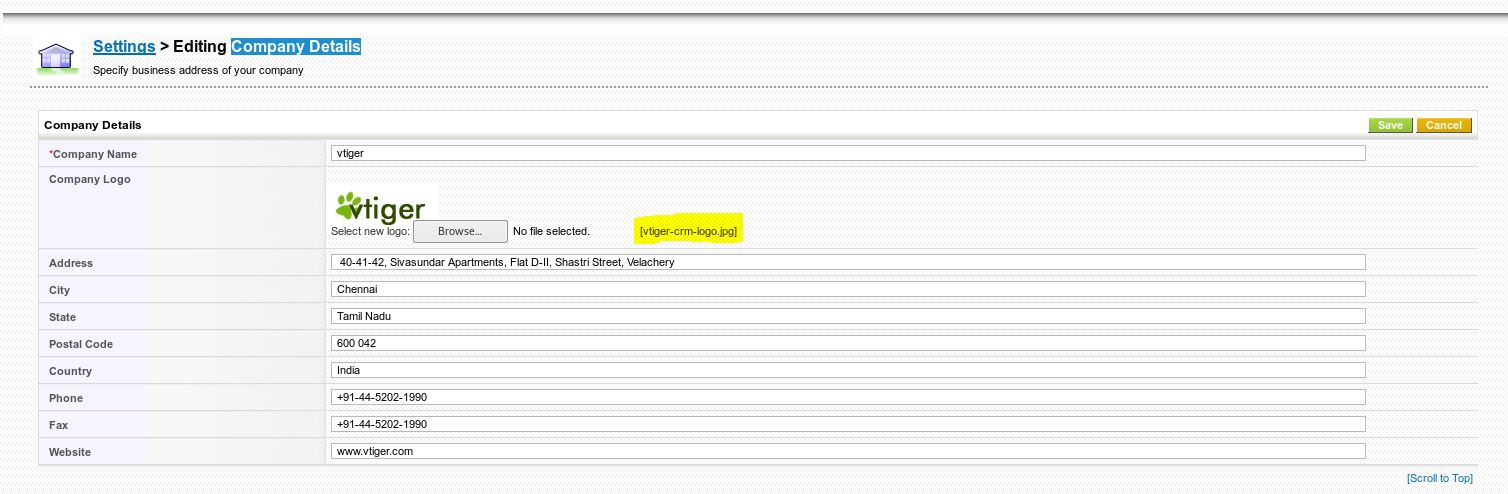 Settings > Editing Company Details
Specify business address of your company
Company Details Save Cancel
*Company Name vtiger
Company Logo
vtiger
Select new logo: Browse... No file selected. [vtiger-crm-logo.jpg]
Address 40-41-42, Sivasundar Apartments, Flat D-II, Shastri Street, Velachery
City Chennai
State Tamil Nadu
Postal Code 600 042
Country India
Phone +91-44-5202-1990
Fax +91-44-5202-1990
Website www.vtiger.com
[Scroll to Top]